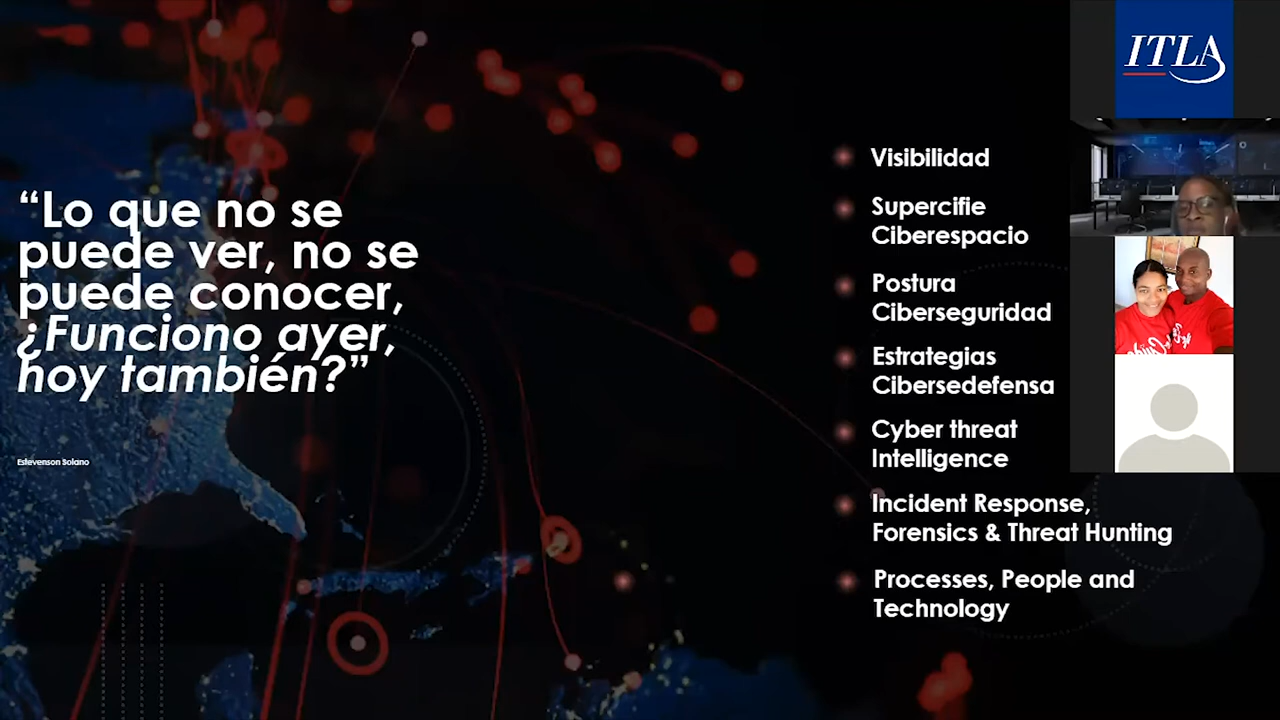 “Lo que no se
puede ver, no se
puede conocer,
¿Funciono ayer,
hoy también?”
Estevenson Solano
Visibilidad
Supercifie
Ciberespacio
Postura
Ciberseguridad
Estrategias
Cibersedefensa
Cyber threat
Intelligence
Incident Response,
Forensics & Threat Hunting
Processes, People and
Technology
ITLA